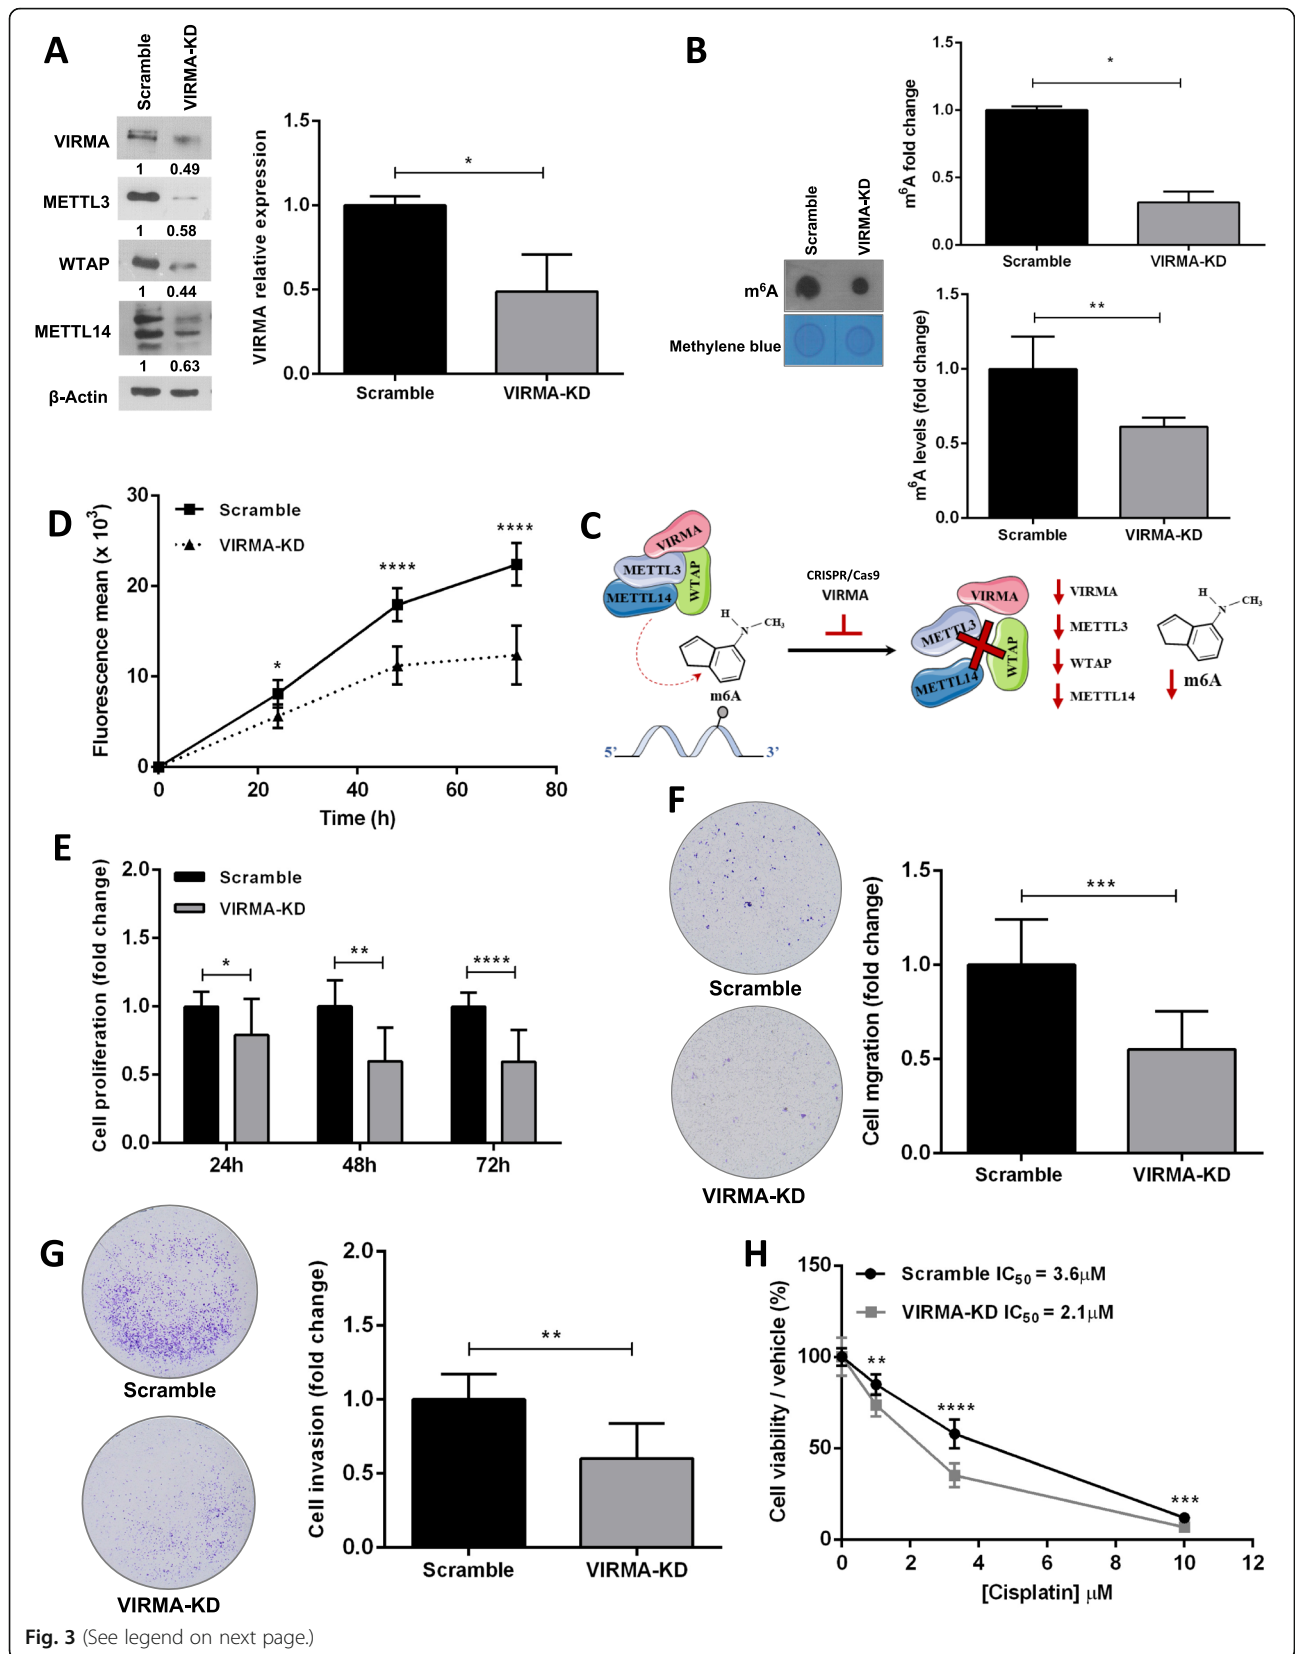 A
Scramble
VIRMA-KD
VIRMA
1 0.49
METTL3
1 0.58
WTAP
1 0.44
METTL14
1 0.63
β-Actin
VIRMA relative expression
1.5
1.0
0.5
0.0
*
Scramble
VIRMA-KD
B
Scramble
VIRMA-KD
m⁶A
Methylene blue
m⁶A fold change
1.5
1.0
0.5
0.0
*
Scramble
VIRMA-KD
m⁶A levels (fold change)
1.5
1.0
0.5
0.0
**
Scramble
VIRMA-KD
C
VIRMA
METTL3
METTL14
WTAP
H
N
CH₃
m6A
5'
3'
CRISPR/Cas9
VIRMA
VIRMA
METTL3
METTL14
WTAP
VIRMA
METTL3
WTAP
METTL14
H
N
CH₃
m6A
D
Fluorescence mean (x 10³)
30
20
10
0
Scramble
VIRMA-KD
*
****
****
0 20 40 60 80
Time (h)
E
Cell proliferation (fold change)
2.0
1.5
1.0
0.5
0.0
Scramble
VIRMA-KD
*
**
****
24h 48h 72h
F
Scramble
VIRMA-KD
Cell mgration (fold change)
1.5
1.0
0.5
0.0
***
Scramble
VIRMA-KD
G
Scramble
VIRMA-KD
Cell invasion (fold change)
2.0
1.5
1.0
0.5
0.0
**
Scramble
VIRMA-KD
H
Cell viability / vehicle (%)
150
100
50
0
Scramble IC₅₀ = 3.6μM
VIRMA-KD IC₅₀ = 2.1μM
**
****
***
0 2 4 6 8 10 12
[Cisplatin] μM
Fig. 3 (See legend on next page.)